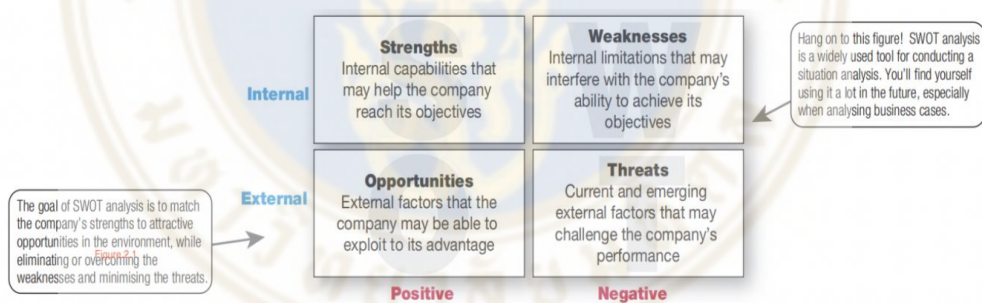 Strengths
Internal capabilities that
may help the company
reach its objectives
Weaknesses
Internal limitations that may
interfere with the company's
ability to achieve its
objectives
Hang on to this figure! SWOT analysis
is a widely used tool for conducting a
situation analysis. You'll find yourself
using it a lot in the future, especially
when analysing business cases.
Internal
External
Opportunities
External factors that the
company may be able to
exploit to its advantage
Threats
Current and emerging
external factors that may
challenge the company's
performance
The goal of SWOT analysis is to match
the company's strengths to attractive
opportunities in the environment, while
eliminating or overcoming the
weaknesses and minimising the threats.
Figure 2.1
Positive
Negative